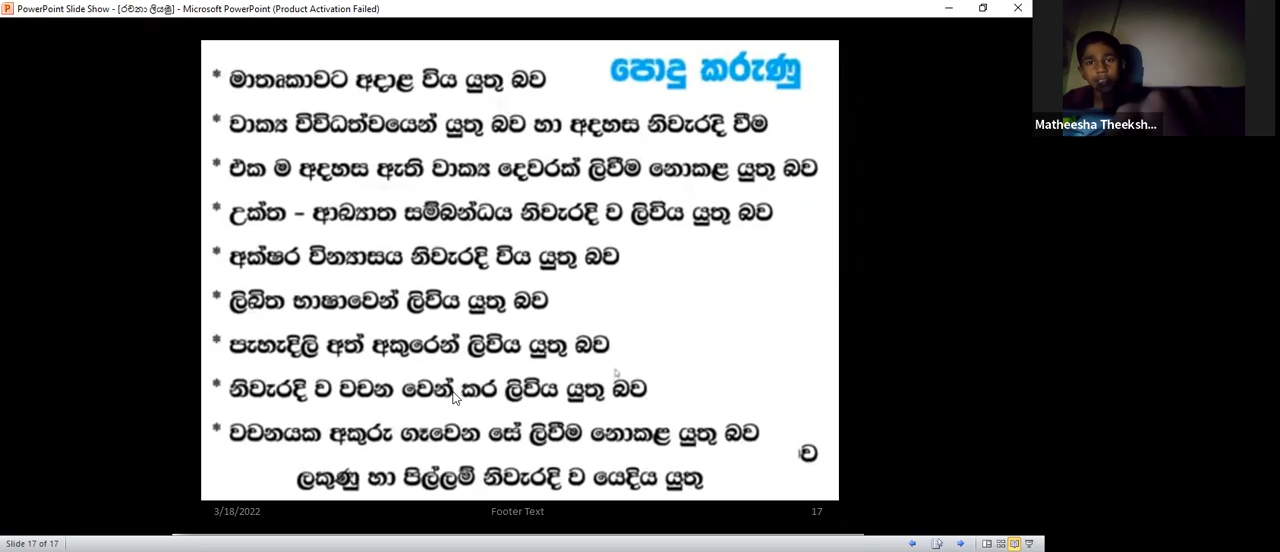 PowerPoint Slide Show - [රචනා ලියමු] - Microsoft PowerPoint (Product Activation Failed)
පොදු කරුණු
* මාතෘකාවට අදාළ විය යුතු බව
* වාක්‍ය විවිධත්වයෙන් යුතු බව හා අදහස නිවැරදි වීම
* එක ම අදහස ඇති වාක්‍ය දෙවරක් ලිවීම නොකළ යුතු බව
* උක්ත – ආඛ්‍යාත සම්බන්ධය නිවැරදි ව ලිවිය යුතු බව
* අක්ෂර වින්‍යාසය නිවැරදි විය යුතු බව
* ලිඛිත භාෂාවෙන් ලිවිය යුතු බව
* පැහැදිලි අත් අකුරෙන් ලිවිය යුතු බව
* නිවැරදි ව වචන වෙන් කර ලිවිය යුතු බව
* වචනයක අකුරු ගෑවෙන සේ ලිවීම නොකළ යුතු බව
ව
ලකුණු හා පිල්ලම් නිවැරදි ව යෙදිය යුතු
3/18/2022
Footer Text
17
Slide 17 of 17
Matheesha Theeksh...